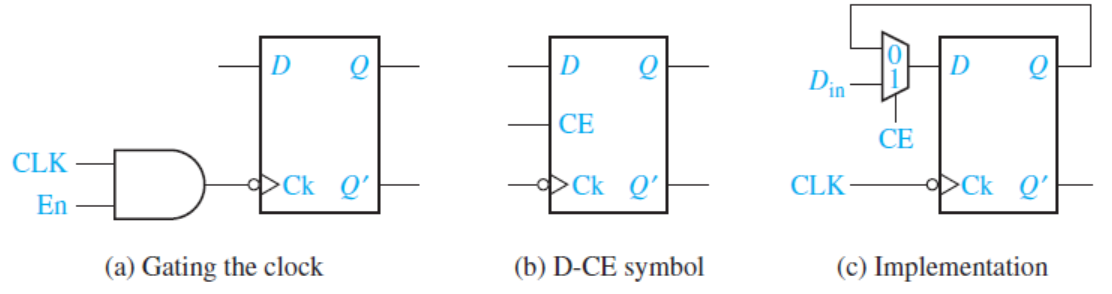 D Q
CLK
En
Ck Q′
(a) Gating the clock
D Q
CE
Ck Q′
(b) D-CE symbol
0
1
D_in
CE
D Q
CLK
Ck Q′
(c) Implementation